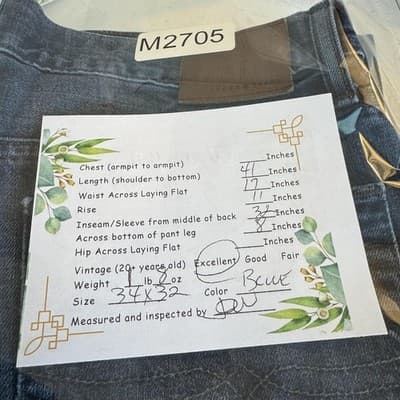 M2705
Chest (armpit to armpit) Inches
Length (shoulder to bottom) 41 Inches
Waist Across Laying Flat 17 Inches
Rise 11 Inches
Inseam/Sleeve from middle of back 32 Inches
Across bottom of pant leg 8 Inches
Hip Across Laying Flat Inches
Vintage (20+ years old) Excellent Good Fair
Weight 1 lb 8 oz
Size 34X32 Color BLUE
Measured and inspected by